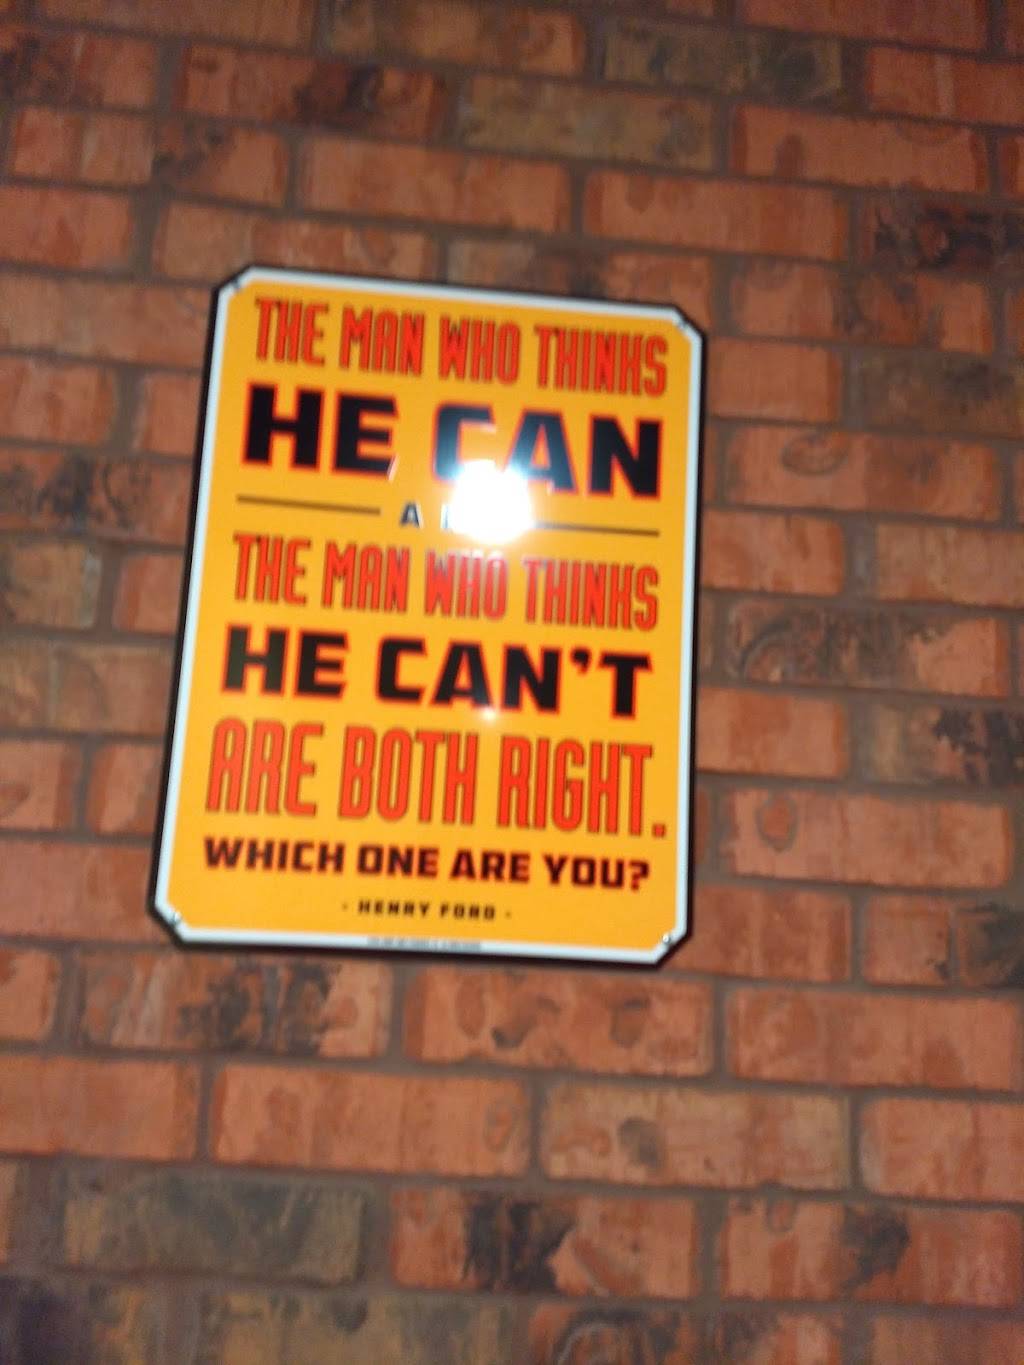 THE MAN WHO THINKS
HE CAN
THE MAN WHO THINKS
HE CAN'T
ARE BOTH RIGHT.
WHICH ONE ARE YOU?
- HENRY FORD -